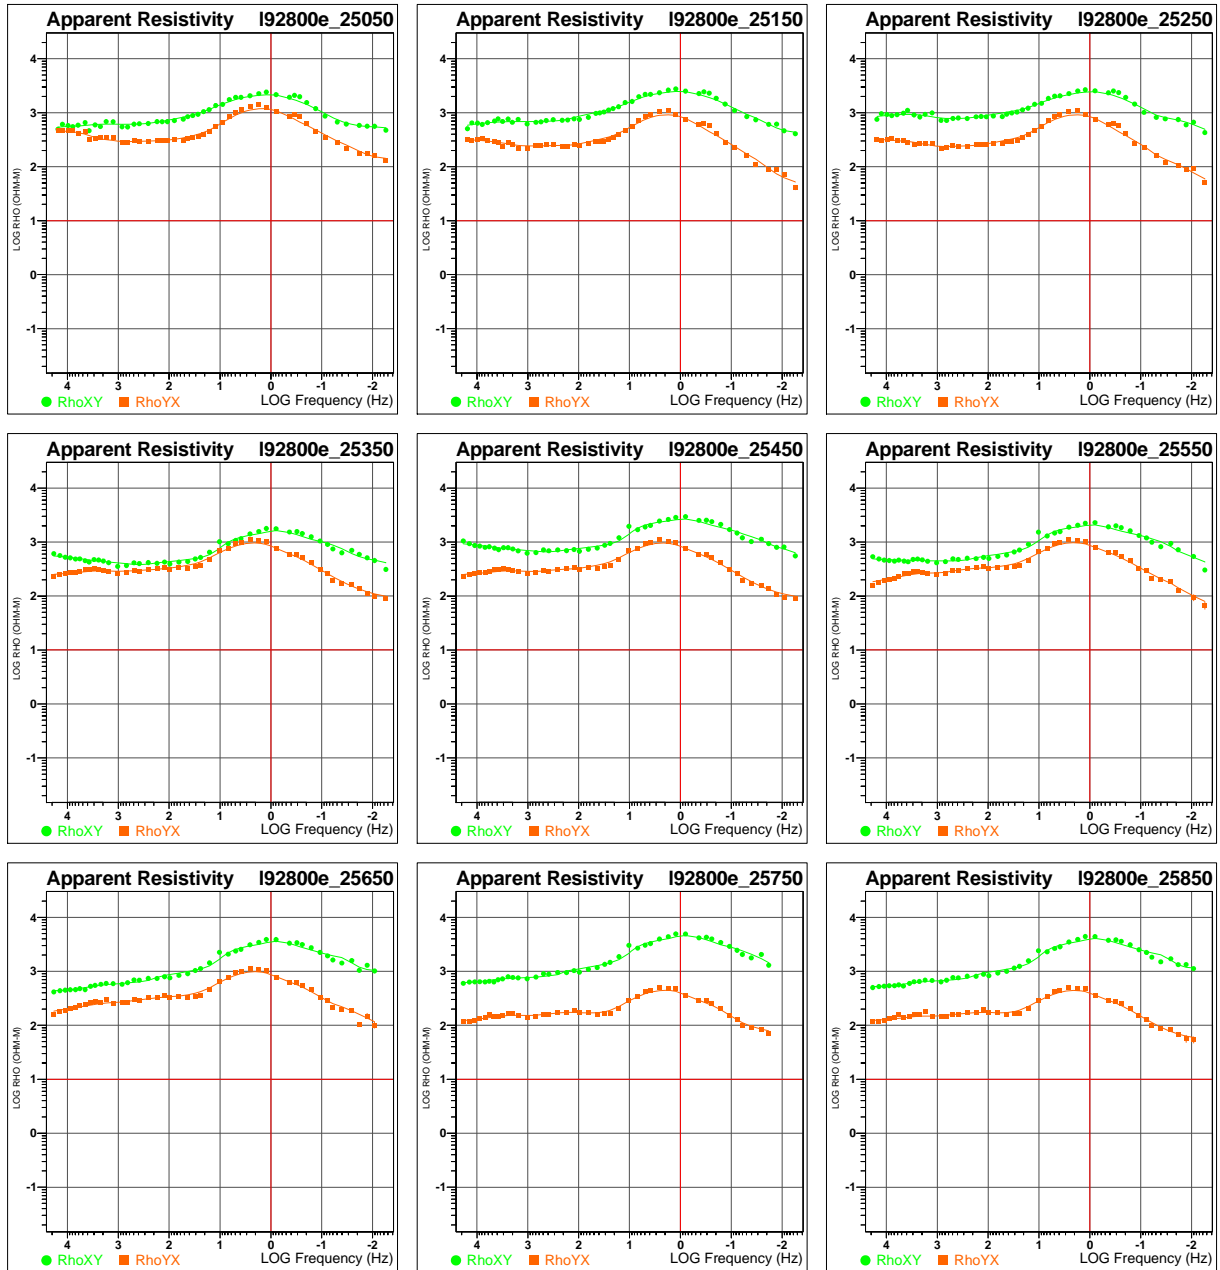 Apparent Resistivity I92800e_25050
4
3
2
1
0
-1
LOG RHO (OHM-M)
4 3 2 1 0 -1 -2
RhoXY RhoYX LOG Frequency (Hz)
Apparent Resistivity I92800e_25150
4
3
2
1
0
-1
LOG RHO (OHM-M)
4 3 2 1 0 -1 -2
RhoXY RhoYX LOG Frequency (Hz)
Apparent Resistivity I92800e_25250
4
3
2
1
0
-1
LOG RHO (OHM-M)
4 3 2 1 0 -1 -2
RhoXY RhoYX LOG Frequency (Hz)
Apparent Resistivity I92800e_25350
4
3
2
1
0
-1
LOG RHO (OHM-M)
4 3 2 1 0 -1 -2
RhoXY RhoYX LOG Frequency (Hz)
Apparent Resistivity I92800e_25450
4
3
2
1
0
-1
LOG RHO (OHM-M)
4 3 2 1 0 -1 -2
RhoXY RhoYX LOG Frequency (Hz)
Apparent Resistivity I92800e_25550
4
3
2
1
0
-1
LOG RHO (OHM-M)
4 3 2 1 0 -1 -2
RhoXY RhoYX LOG Frequency (Hz)
Apparent Resistivity I92800e_25650
4
3
2
1
0
-1
LOG RHO (OHM-M)
4 3 2 1 0 -1 -2
RhoXY RhoYX LOG Frequency (Hz)
Apparent Resistivity I92800e_25750
4
3
2
1
0
-1
LOG RHO (OHM-M)
4 3 2 1 0 -1 -2
RhoXY RhoYX LOG Frequency (Hz)
Apparent Resistivity I92800e_25850
4
3
2
1
0
-1
LOG RHO (OHM-M)
4 3 2 1 0 -1 -2
RhoXY RhoYX LOG Frequency (Hz)